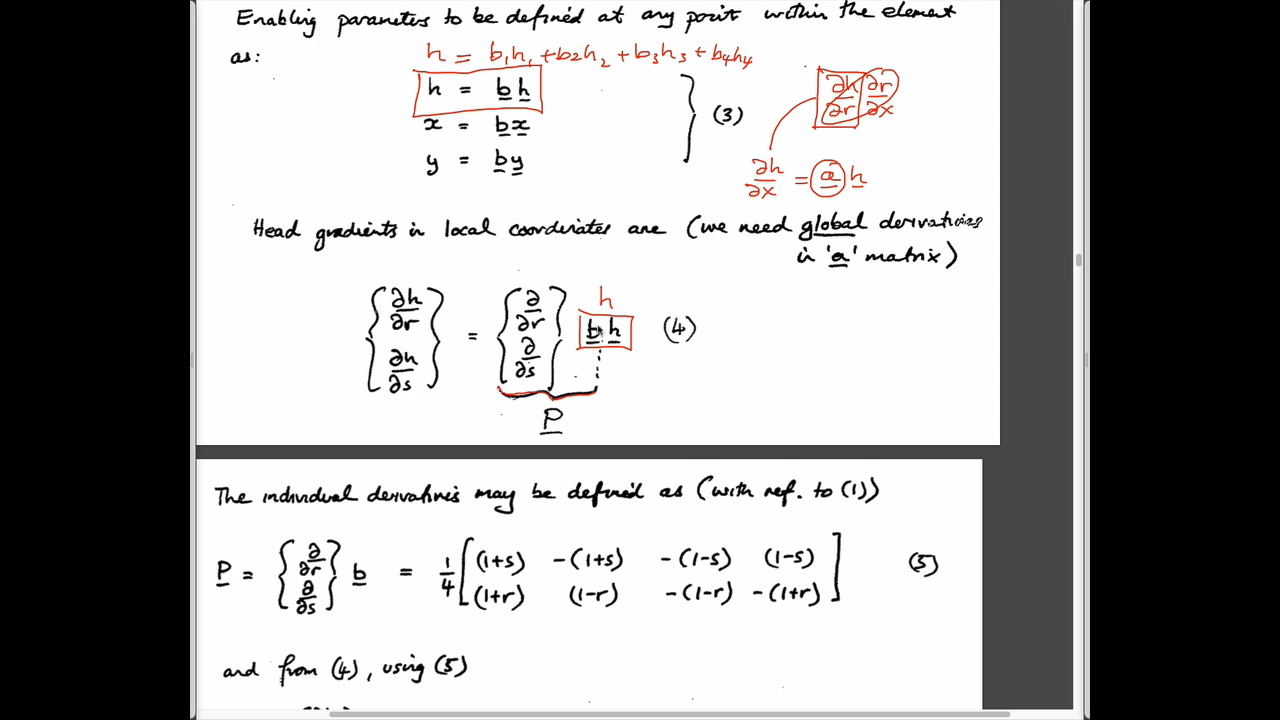 Enabling parameters to be defined at any point within the element
as:
h = b₁h₁ + b2h₂ + b₃h₃ + b₄h₄
h = b h
x = b x
y = b y
(3)
∂h/∂r ∂r/∂x
∂h/∂x = a h
Head gradients in local coordinates are (we need global derivatives
in 'a' matrix)
{∂h/∂r ∂h/∂s} = {∂/∂r ∂/∂s} b h (4)
h
P
The individual derivatives may be defined as (with ref. to (1))
P = {∂/∂r ∂/∂s} b = 1/4 [(1+s) -(1+s) -(1-s) (1-s)
(1+r) (1-r) -(1-r) -(1+r)] (5)
and from (4), using (5)